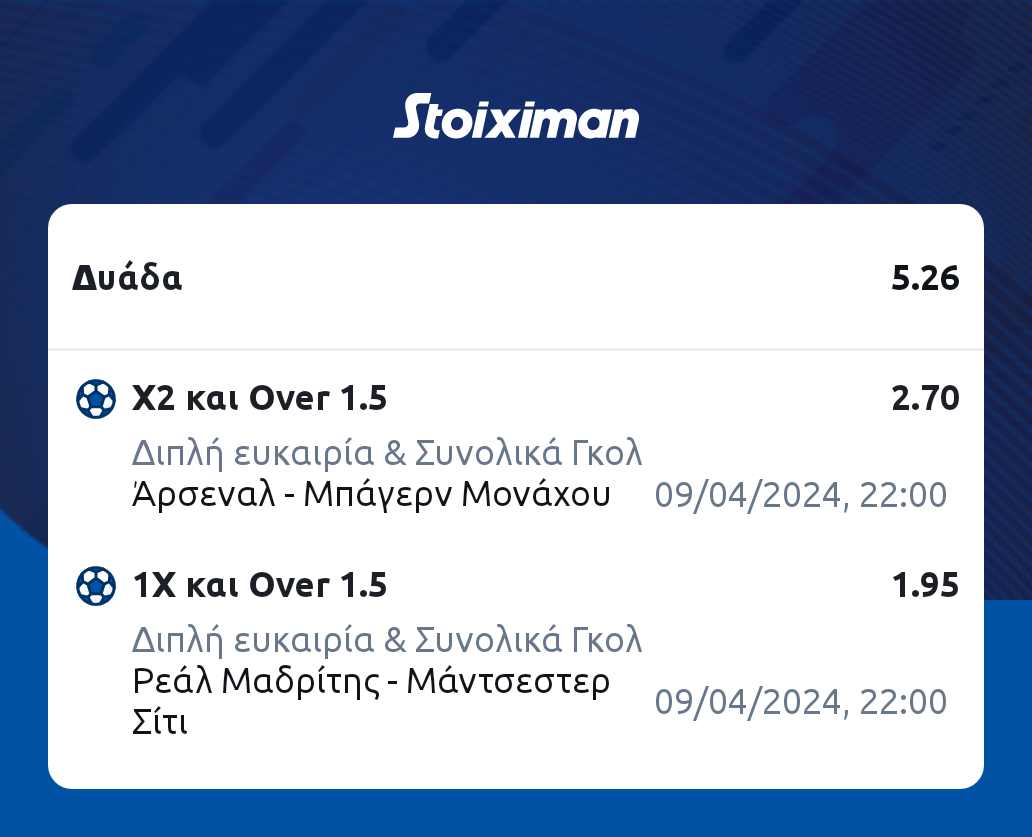 Stoiximan
Δυάδα 5.26
X2 και Over 1.5 2.70
Διπλή ευκαιρία & Συνολικά Γκολ
Άρσεναλ - Μπάγερν Μονάχου 09/04/2024, 22:00
1X και Over 1.5 1.95
Διπλή ευκαιρία & Συνολικά Γκολ
Ρεάλ Μαδρίτης - Μάντσεστερ
Σίτι 09/04/2024, 22:00